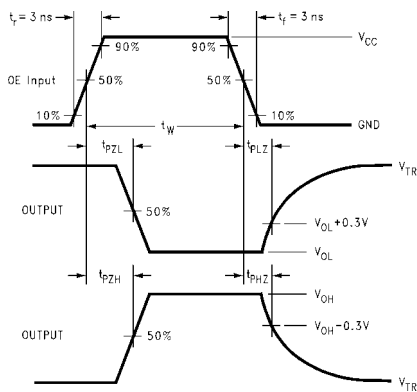 tr = 3 ns
tf = 3 ns
90%
90%
VCC
OE Input
50%
50%
10%
10%
GND
tW
tPZL
tPLZ
VTR
OUTPUT
50%
VOL+0.3V
VOL
tPZH
tPHZ
VOH
OUTPUT
50%
VOH−0.3V
VTR